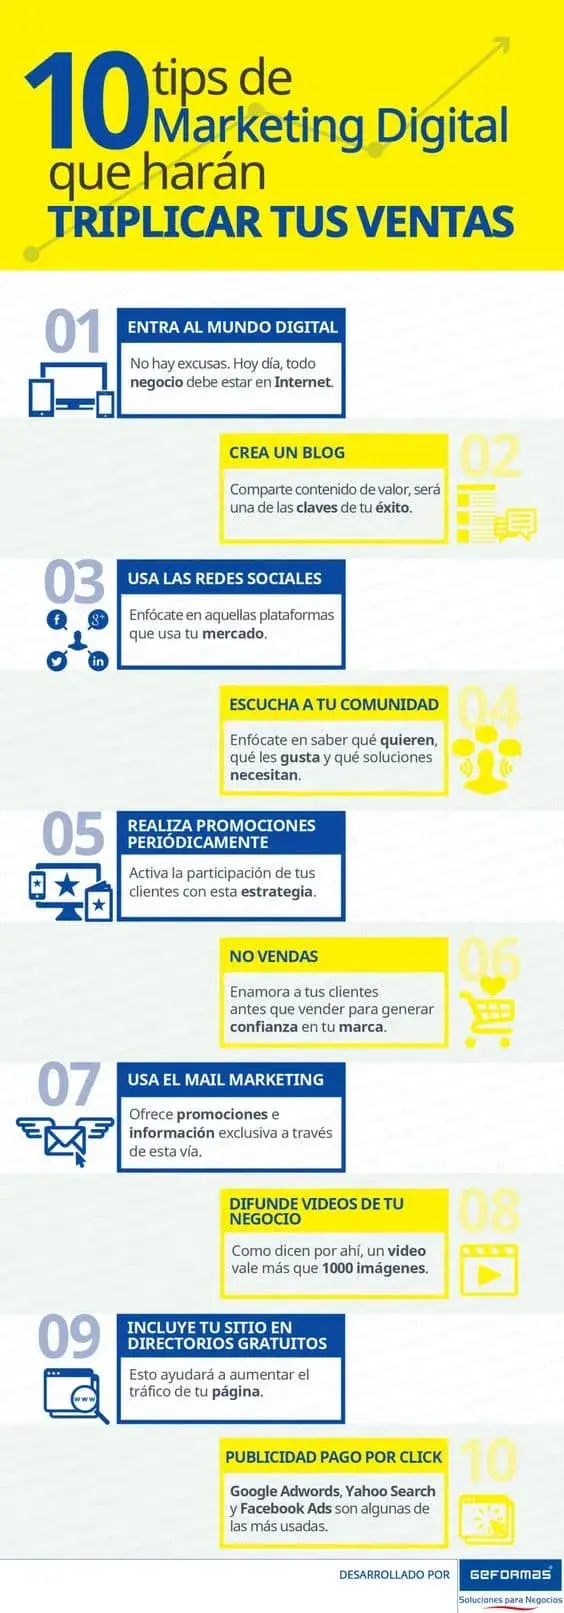 10 tips de
Marketing Digital
que harán
TRIPLICAR TUS VENTAS
01
ENTRA AL MUNDO DIGITAL
No hay excusas. Hoy día, todo
negocio debe estar en Internet.
02
CREA UN BLOG
Comparte contenido de valor, será
una de las claves de tu éxito.
03
USA LAS REDES SOCIALES
f
g+
in
Enfócate en aquellas plataformas
que usa tu mercado.
04
ESCUCHA A TU COMUNIDAD
Enfócate en saber qué quieren,
qué les gusta y qué soluciones
necesitan.
05
REALIZA PROMOCIONES
PERIÓDICAMENTE
Activa la participación de tus
clientes con esta estrategia.
06
NO VENDAS
Enamora a tus clientes
antes que vender para generar
confianza en tu marca.
07
USA EL MAIL MARKETING
Ofrece promociones e
información exclusiva a través
de esta vía.
08
DIFUNDE VIDEOS DE TU
NEGOCIO
Como dicen por ahí, un video
vale más que 1000 imágenes.
09
INCLUYE TU SITIO EN
DIRECTORIOS GRATUITOS
www
Esto ayudará a aumentar el
tráfico de tu página.
10
PUBLICIDAD PAGO POR CLICK
Google Adwords, Yahoo Search
y Facebook Ads son algunas de
las más usadas.
DESARROLLADO POR
GEFORMAS
Soluciones para Negocios